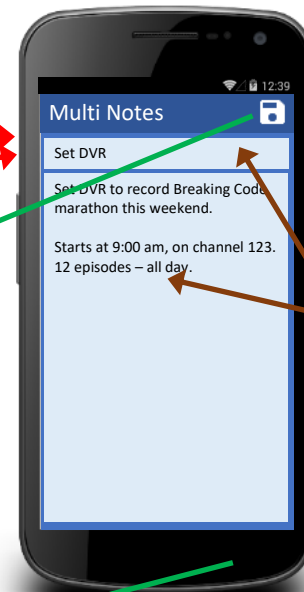 12:39
Multi Notes
Set DVR
Set DVR to record Breaking Code
marathon this weekend.
Starts at 9:00 am, on channel 123.
12 episodes – all day.